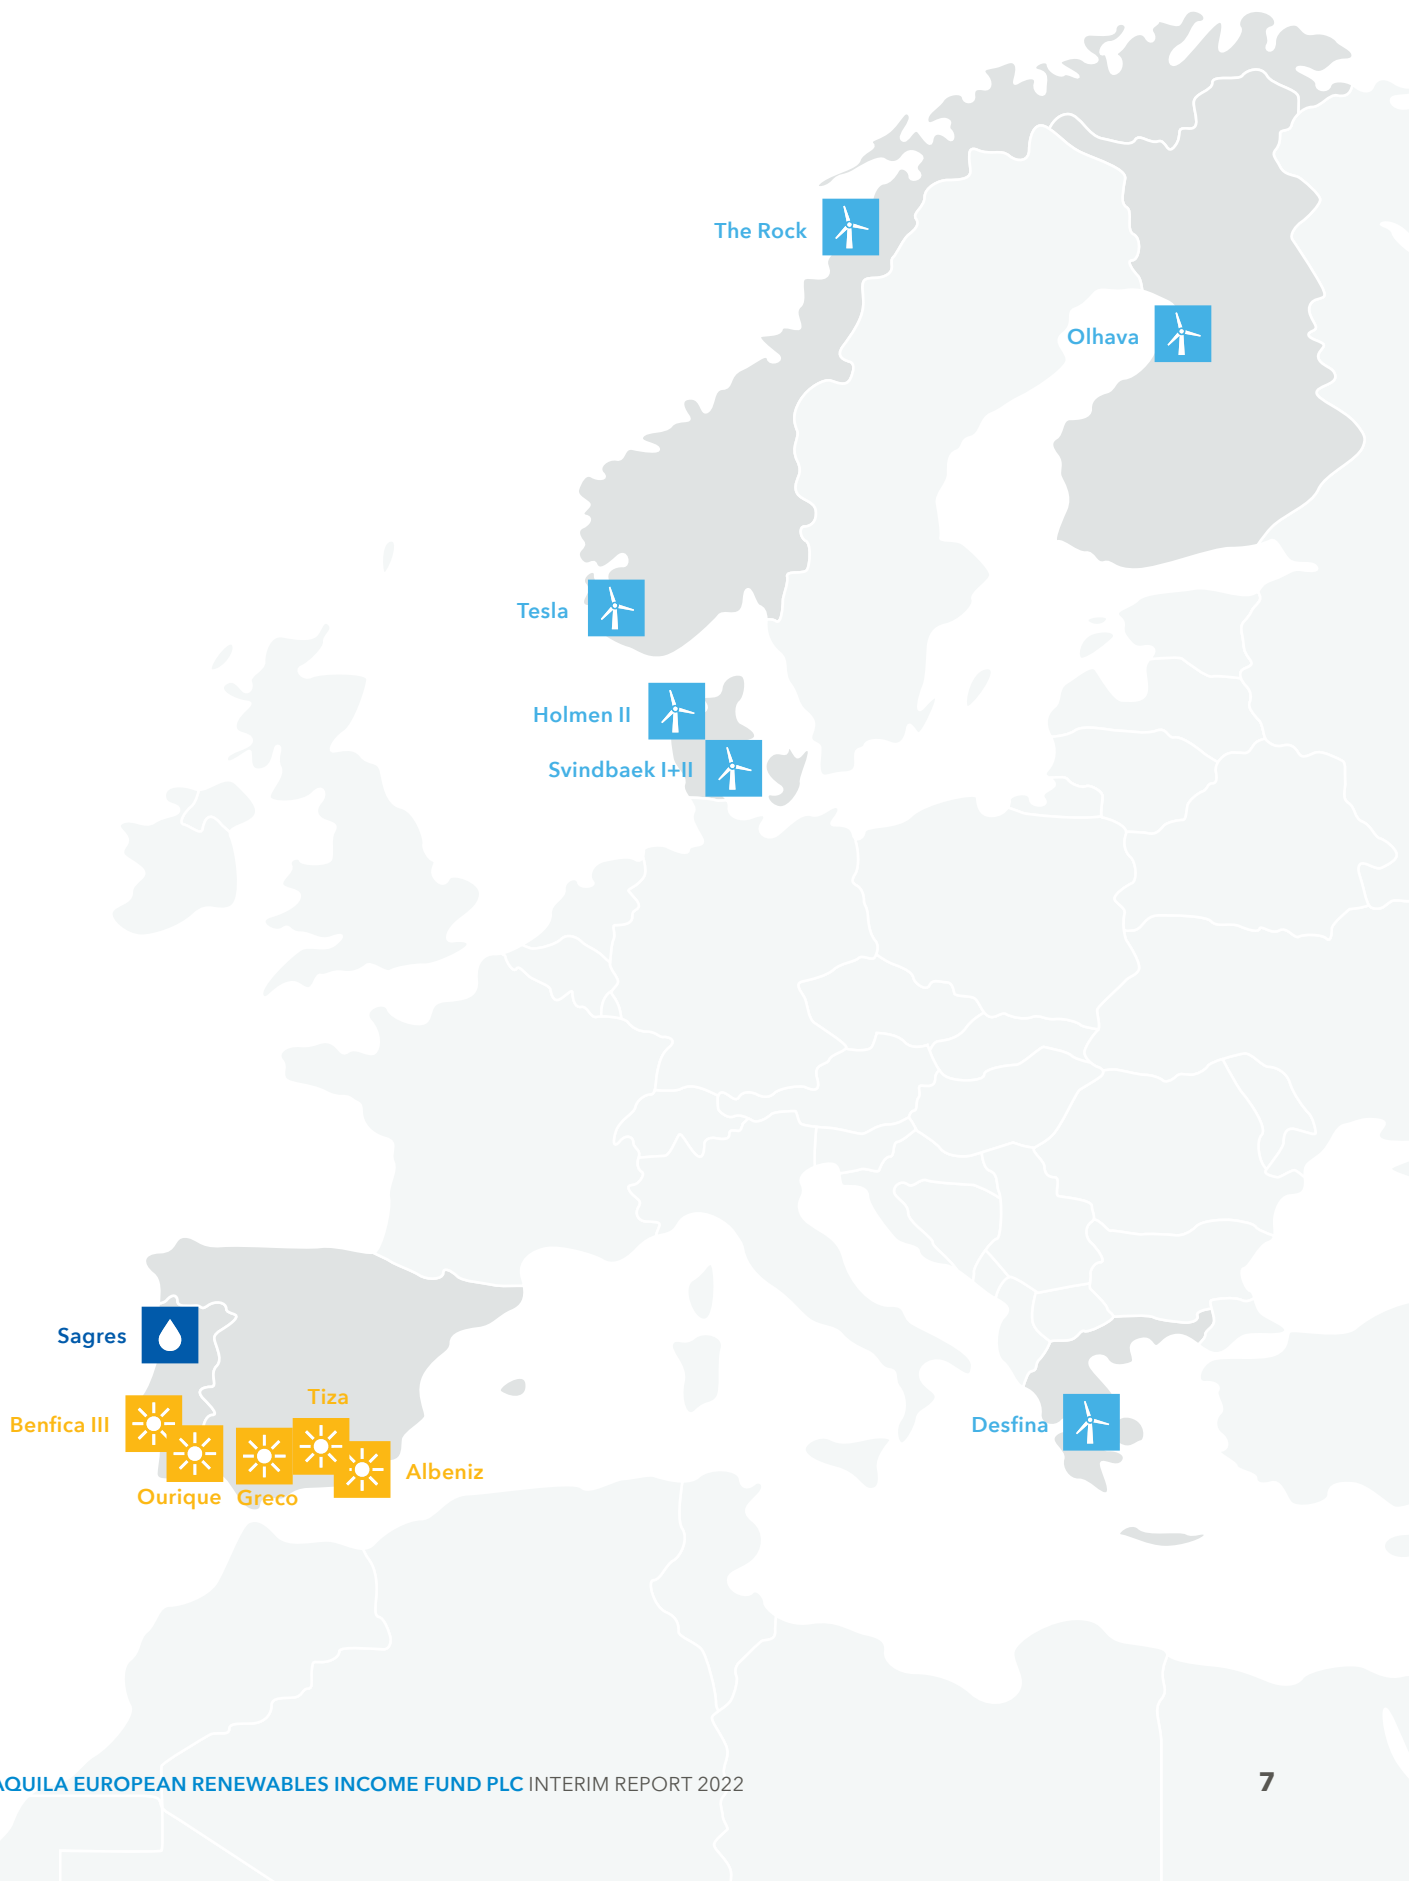 The Rock
Olhava
Tesla
Holmen II
Svindbaek I+II
Sagres
Tiza
Benfica III
Desfina
Albeniz
Ourique
Greco
AQUILA EUROPEAN RENEWABLES INCOME FUND PLC INTERIM REPORT 2022
7